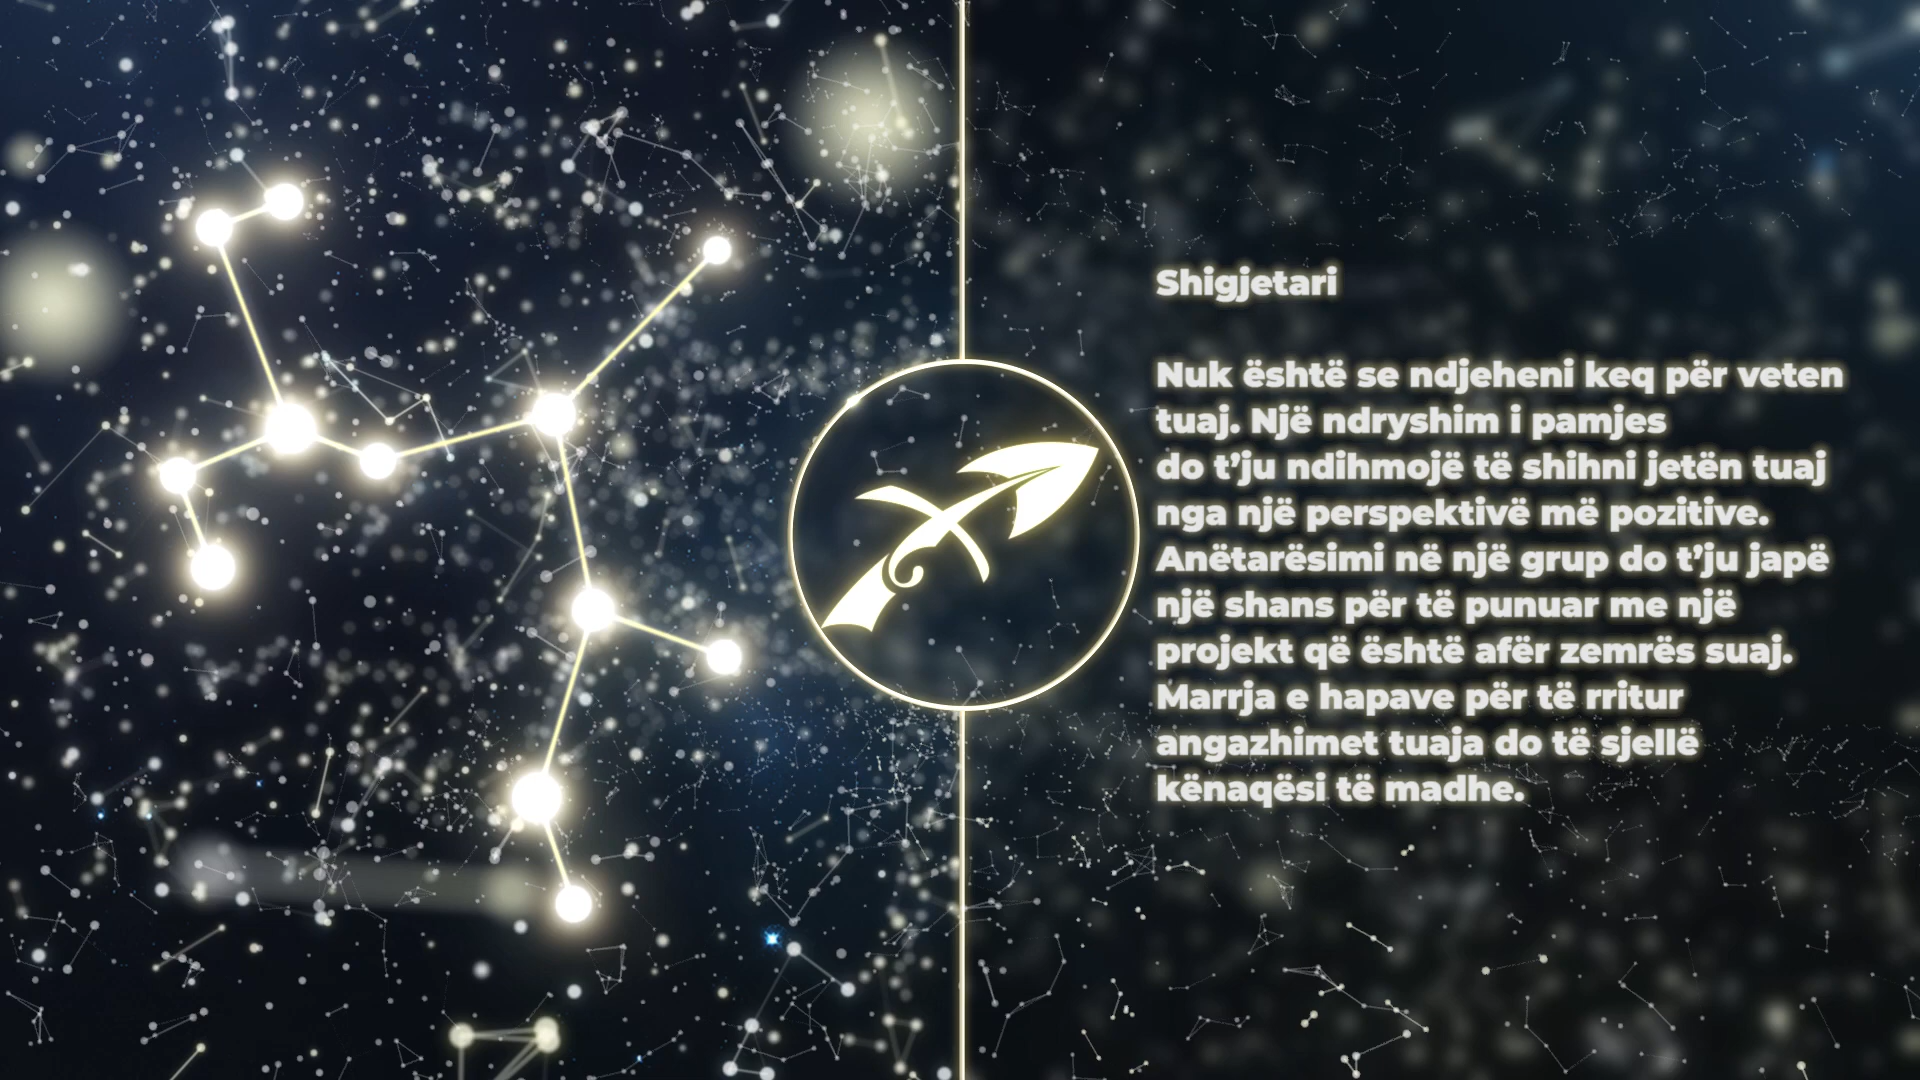 Shigjetari
Nuk është se ndjeheni keq për veten
tuaj. Një ndryshim i pamjes
do t’ju ndihmojë të shihni jetën tuaj
nga një perspektivë më pozitive.
Anëtarësimi në një grup do t’ju japë
një shans për të punuar me një
projekt që është afër zemrës suaj.
Marrja e hapave për të rritur
angazhimet tuaja do të sjellë
kënaqësi të madhe.